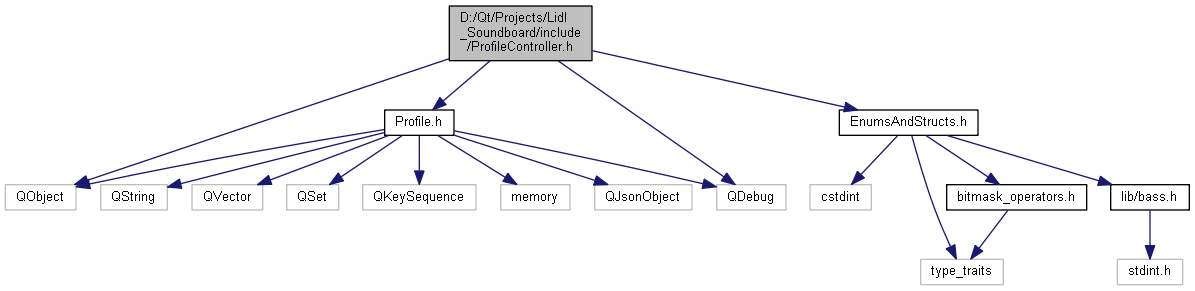 D:/Qt/Projects/Lidl
_Soundboard/include
/ProfileController.h
Profile.h
EnumsAndStructs.h
QObject
QString
QVector
QSet
QKeySequence
memory
QJsonObject
QDebug
cstdint
bitmask_operators.h
lib/bass.h
type_traits
stdint.h